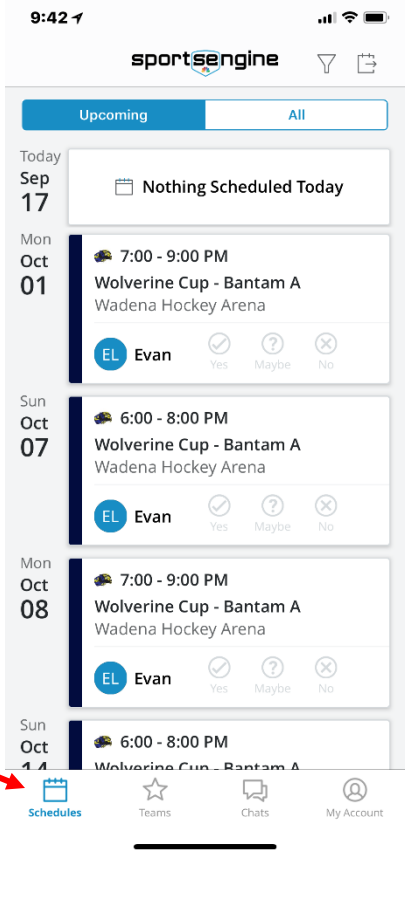 9:42
sportsengine
Upcoming All
Today
Sep
17
Nothing Scheduled Today
Mon
Oct
01
7:00 - 9:00 PM
Wolverine Cup - Bantam A
Wadena Hockey Arena
EL Evan
Yes Maybe No
Sun
Oct
07
6:00 - 8:00 PM
Wolverine Cup - Bantam A
Wadena Hockey Arena
EL Evan
Yes Maybe No
Mon
Oct
08
7:00 - 9:00 PM
Wolverine Cup - Bantam A
Wadena Hockey Arena
EL Evan
Yes Maybe No
Sun
Oct
14
6:00 - 8:00 PM
Wolverine Cup - Bantam A
Schedules Teams Chats My Account